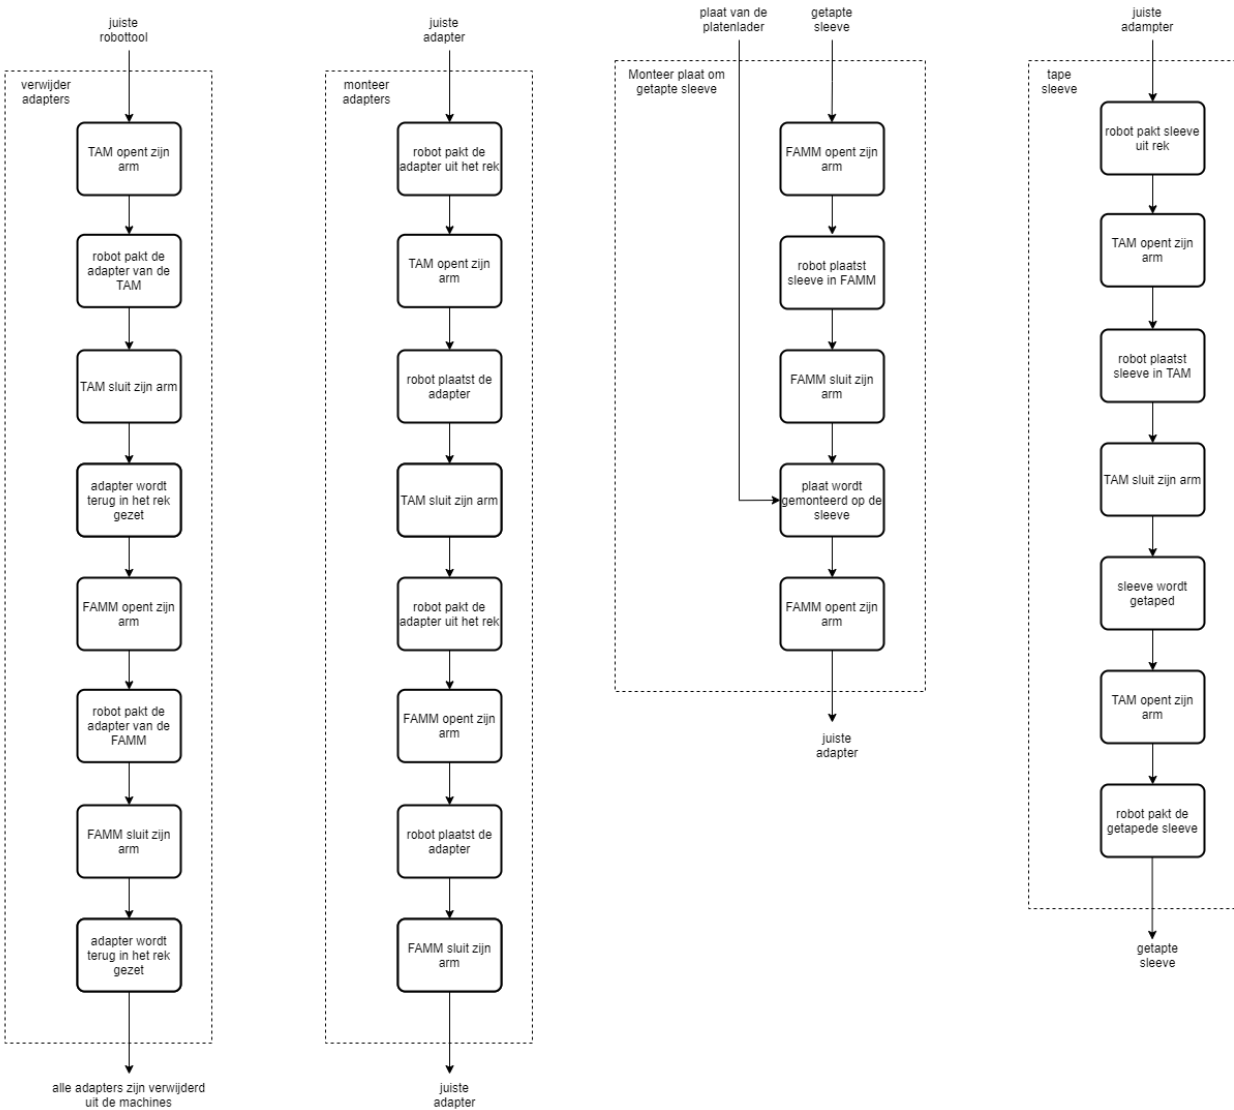 juiste
robottool
verwijder
adapters
TAM opent zijn
arm
robot pakt de
adapter van de
TAM
TAM sluit zijn arm
adapter wordt
terug in het rek
gezet
FAMM opent zijn
arm
robot pakt de
adapter van de
FAMM
FAMM sluit zijn
arm
adapter wordt
terug in het rek
gezet
alle adapters zijn verwijderd
uit de machines
juiste
adapter
monteer
adapters
robot pakt de
adapter uit het rek
TAM opent zijn
arm
robot plaatst de
adapter
TAM sluit zijn arm
robot pakt de
adapter uit het rek
FAMM opent zijn
arm
robot plaatst de
adapter
FAMM sluit zijn
arm
juiste
adapter
plaat van de
platenlader
getapte
sleeve
Monteer plaat om
getapte sleeve
FAMM opent zijn
arm
robot plaatst
sleeve in FAMM
FAMM sluit zijn
arm
plaat wordt
gemonteerd op de
sleeve
FAMM opent zijn
arm
juiste
adapter
juiste
adampter
tape
sleeve
robot pakt sleeve
uit rek
TAM opent zijn
arm
robot plaatst
sleeve in TAM
TAM sluit zijn arm
sleeve wordt
getaped
TAM opent zijn
arm
robot pakt de
getapede sleeve
getapte
sleeve